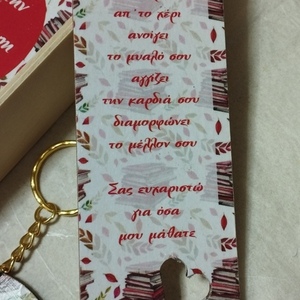 απ΄το χέρι
ανοίγει
το μυαλό σου
αγγίζει
την καρδιά σου
διαμορφώνει
το μέλλον σου
Σας ευχαριστώ
για όσα
μου μάθατε